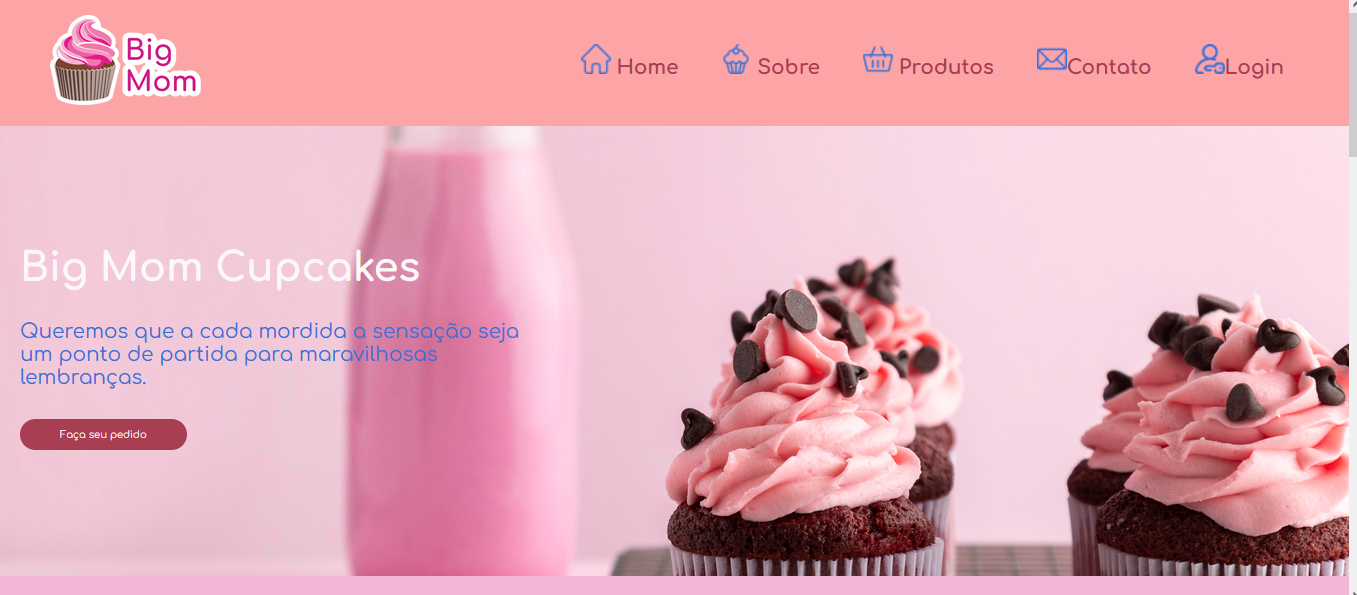 Big
Mom
Home
Sobre
Produtos
Contato
Login
Big Mom Cupcakes
Queremos que a cada mordida a sensação seja
um ponto de partida para maravilhosas
lembranças.
Faça seu pedido